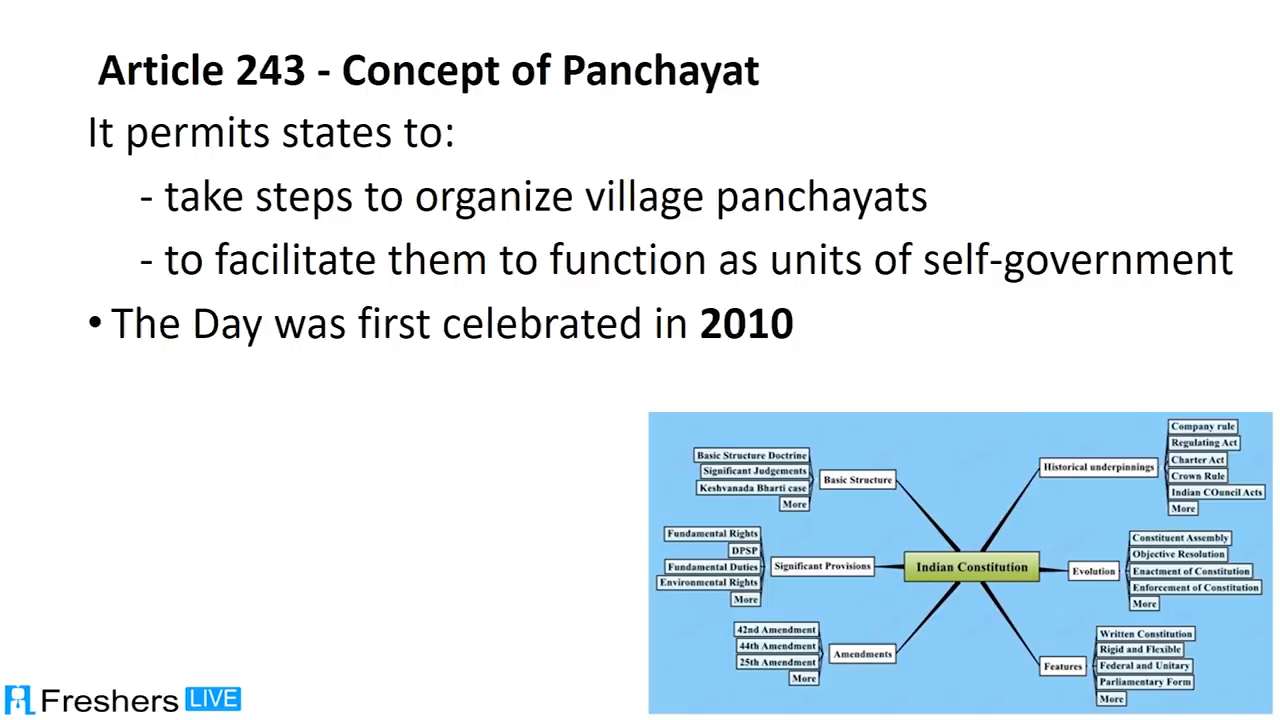 Article 243 - Concept of Panchayat
It permits states to:
- take steps to organize village panchayats
- to facilitate them to function as units of self-government
• The Day was first celebrated in 2010
Basic Structure Doctrine
Significant Judgements
Keshvanada Bharti case
More
Basic Structure
Fundamental Rights
DPSP
Fundamental Duties
Environmental Rights
More
Significant Provisions
42nd Amendment
44th Amendment
25th Amendment
More
Amendments
Indian Constitution
Historical underpinnings
Company rule
Regulating Act
Charter Act
Crown Rule
Indian COuncil Acts
More
Evolution
Constituent Assembly
Objective Resolution
Enactment of Constitution
Enforcement of Constitution
More
Features
Written Constitution
Rigid and Flexible
Federal and Unitary
Parliamentary Form
More
Freshers LIVE